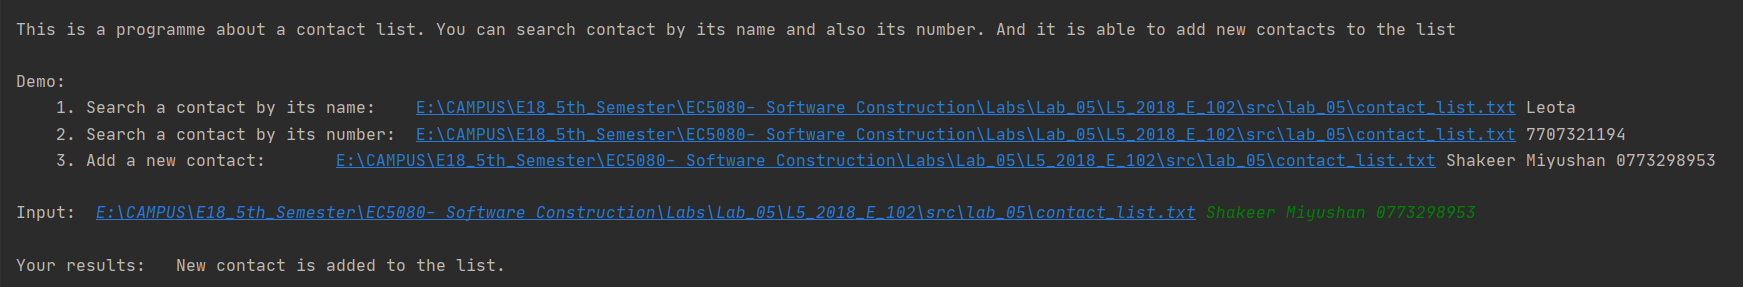 This is a programme about a contact list. You can search contact by its name and also its number. And it is able to add new contacts to the list
Demo:
1. Search a contact by its name: E:\CAMPUS\E18_5th_Semester\EC5080- Software Construction\Labs\Lab_05\L5_2018_E_102\src\lab_05\contact_list.txt Leota
2. Search a contact by its number: E:\CAMPUS\E18_5th_Semester\EC5080- Software Construction\Labs\Lab_05\L5_2018_E_102\src\lab_05\contact_list.txt 7707321194
3. Add a new contact: E:\CAMPUS\E18_5th_Semester\EC5080- Software Construction\Labs\Lab_05\L5_2018_E_102\src\lab_05\contact_list.txt Shakeer Miyushan 0773298953
Input: E:\CAMPUS\E18_5th_Semester\EC5080- Software Construction\Labs\Lab_05\L5_2018_E_102\src\lab_05\contact_list.txt Shakeer Miyushan 0773298953
Your results: New contact is added to the list.